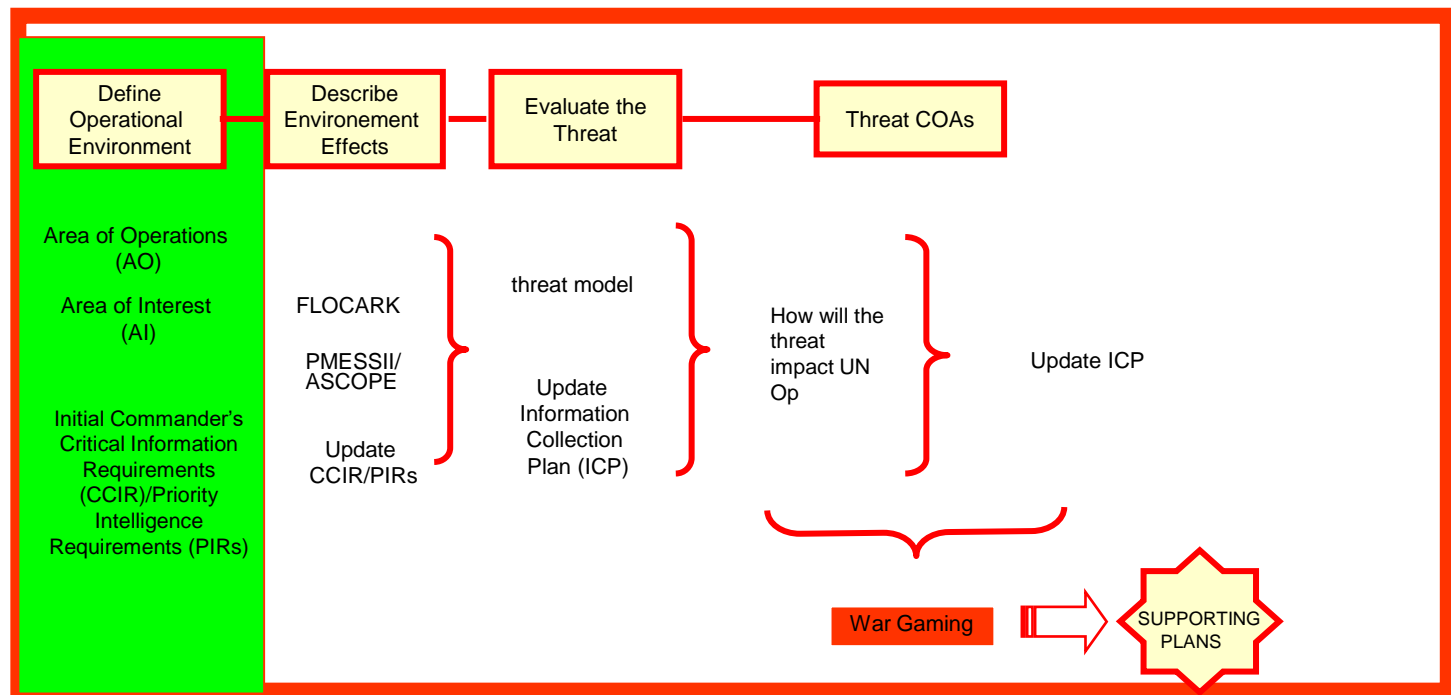 Define
Operational
Environment
Describe
Environement
Effects
Evaluate the
Threat
Threat COAs
Area of Operations
(AO)
Area of Interest
(AI)
Initial Commander's
Critical Information
Requirements
(CCIR)/Priority
Intelligence
Requirements (PIRs)
FLOCARK
PMESSII/
ASCOPE
Update
CCIR/PIRs
threat model
Update
Information
Collection
Plan (ICP)
How will the
threat
impact UN
Op
Update ICP
War Gaming
SUPPORTING
PLANS